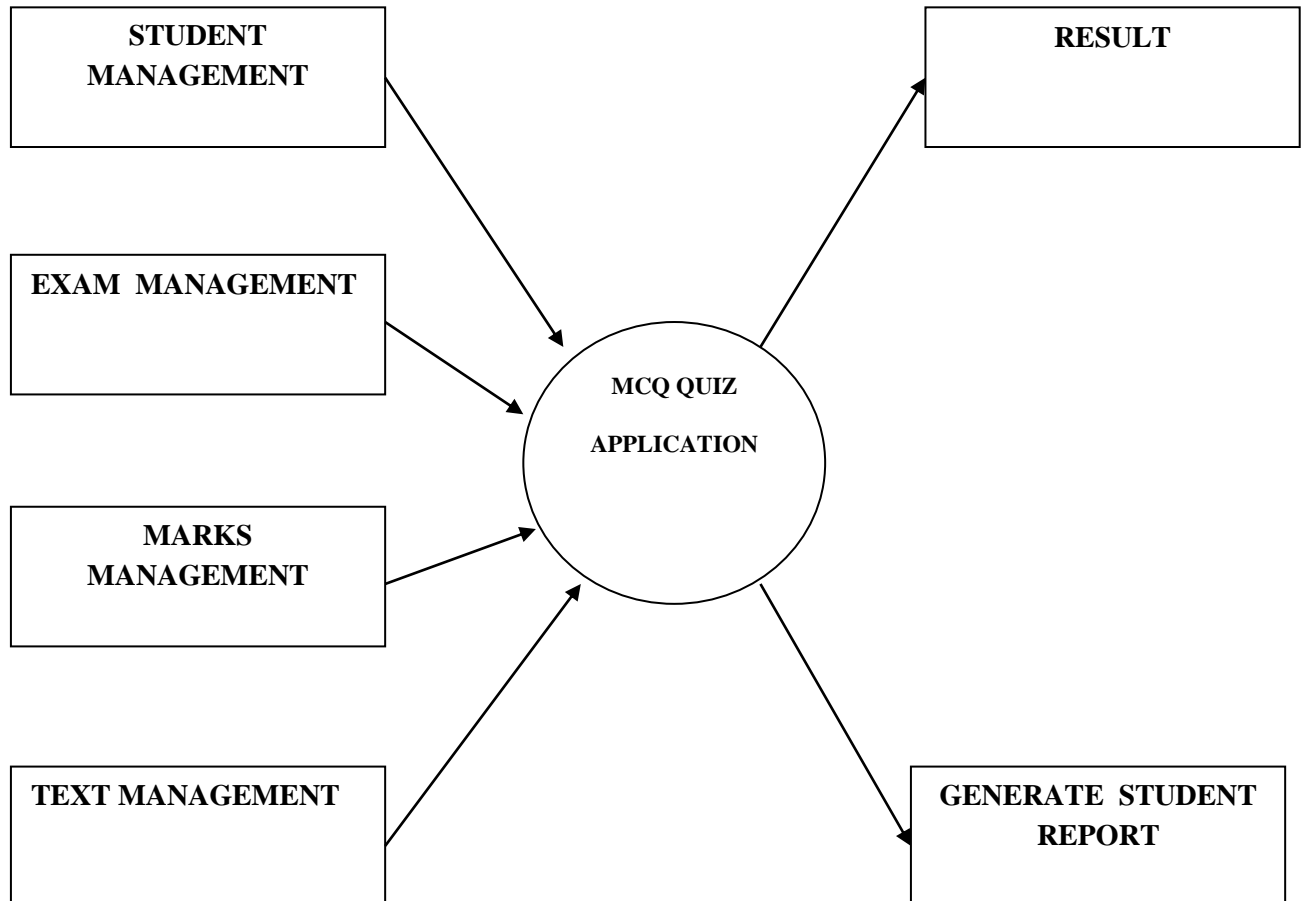 STUDENT
MANAGEMENT
RESULT
EXAM MANAGEMENT
MCQ QUIZ
APPLICATION
MARKS
MANAGEMENT
TEXT MANAGEMENT
GENERATE STUDENT
REPORT